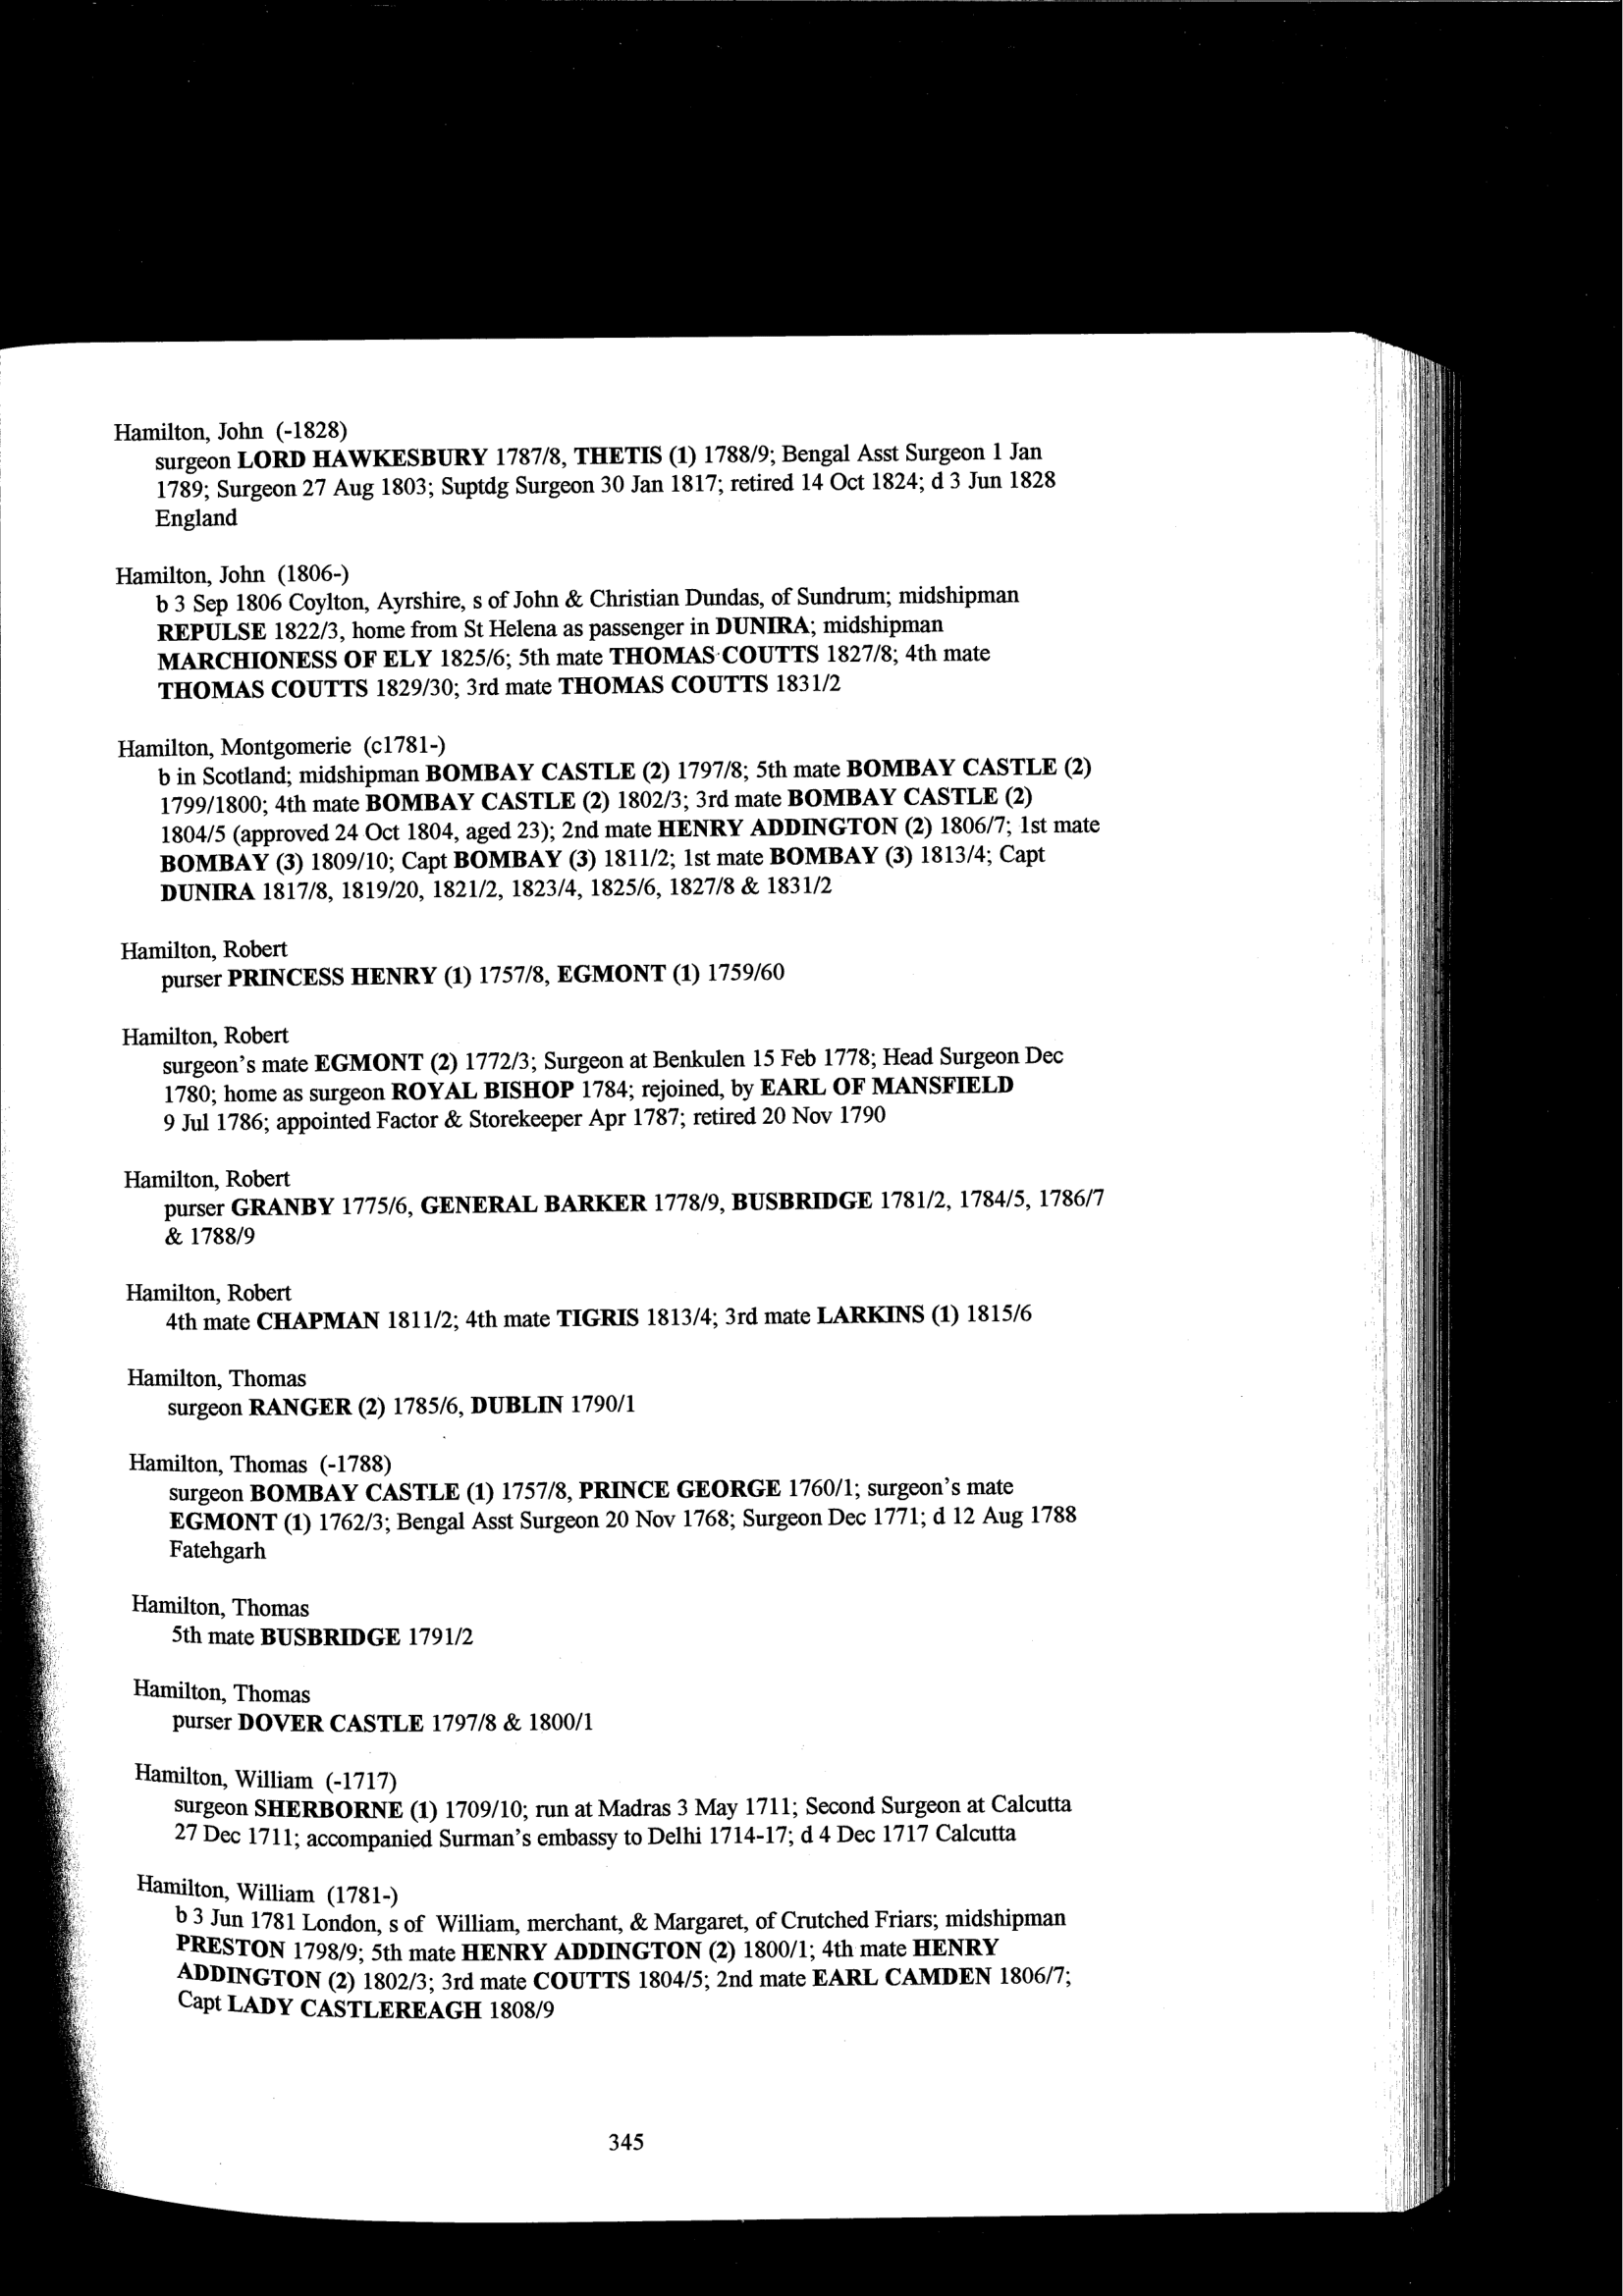 Hamilton, John (-1828)
surgeon LORD HAWKESBURY 1787/8, THETIS (1) 1788/9; Bengal Asst Surgeon 1 Jan
1789; Surgeon 27 Aug 1803; Suptdg Surgeon 30 Jan 1817; retired 14 Oct 1824; d 3 Jun 1828
England
Hamilton, John (1806-)
b 3 Sep 1806 Coylton, Ayrshire, s of John & Christian Dundas, of Sundrum; midshipman
REPULSE 1822/3, home from St Helena as passenger in DUNIRA; midshipman
MARCHIONESS OF ELY 1825/6; 5th mate THOMAS COUTTS 1827/8; 4th mate
THOMAS COUTTS 1829/30; 3rd mate THOMAS COUTTS 1831/2
Hamilton, Montgomerie (c1781-)
b in Scotland; midshipman BOMBAY CASTLE (2) 1797/8; 5th mate BOMBAY CASTLE (2)
1799/1800; 4th mate BOMBAY CASTLE (2) 1802/3; 3rd mate BOMBAY CASTLE (2)
1804/5 (approved 24 Oct 1804, aged 23); 2nd mate HENRY ADDINGTON (2) 1806/7; 1st mate
BOMBAY (3) 1809/10; Capt BOMBAY (3) 1811/2; 1st mate BOMBAY (3) 1813/4; Capt
DUNIRA 1817/8, 1819/20, 1821/2, 1823/4, 1825/6, 1827/8 & 1831/2
Hamilton, Robert
purser PRINCESS HENRY (1) 1757/8, EGMONT (1) 1759/60
Hamilton, Robert
surgeon's mate EGMONT (2) 1772/3; Surgeon at Benkulen 15 Feb 1778; Head Surgeon Dec
1780; home as surgeon ROYAL BISHOP 1784; rejoined, by EARL OF MANSFIELD
9 Jul 1786; appointed Factor & Storekeeper Apr 1787; retired 20 Nov 1790
Hamilton, Robert
purser GRANBY 1775/6, GENERAL BARKER 1778/9, BUSBRIDGE 1781/2, 1784/5, 1786/7
& 1788/9
Hamilton, Robert
4th mate CHAPMAN 1811/2; 4th mate TIGRIS 1813/4; 3rd mate LARKINS (1) 1815/6
Hamilton, Thomas
surgeon RANGER (2) 1785/6, DUBLIN 1790/1
Hamilton, Thomas (-1788)
surgeon BOMBAY CASTLE (1) 1757/8, PRINCE GEORGE 1760/1; surgeon's mate
EGMONT (1) 1762/3; Bengal Asst Surgeon 20 Nov 1768; Surgeon Dec 1771; d 12 Aug 1788
Fatehgarh
Hamilton, Thomas
5th mate BUSBRIDGE 1791/2
Hamilton, Thomas
purser DOVER CASTLE 1797/8 & 1800/1
Hamilton, William (-1717)
surgeon SHERBORNE (1) 1709/10; run at Madras 3 May 1711; Second Surgeon at Calcutta
27 Dec 1711; accompanied Surman's embassy to Delhi 1714-17; d 4 Dec 1717 Calcutta
Hamilton, William (1781-)
b 3 Jun 1781 London, s of William, merchant, & Margaret, of Crutched Friars; midshipman
PRESTON 1798/9; 5th mate HENRY ADDINGTON (2) 1800/1; 4th mate HENRY
ADDINGTON (2) 1802/3; 3rd mate COUTTS 1804/5; 2nd mate EARL CAMDEN 1806/7;
Capt LADY CASTLEREAGH 1808/9
345